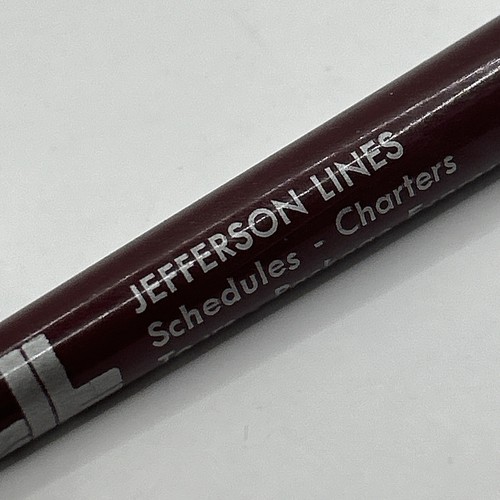 JEFFERSON LINES
Schedules - Charters